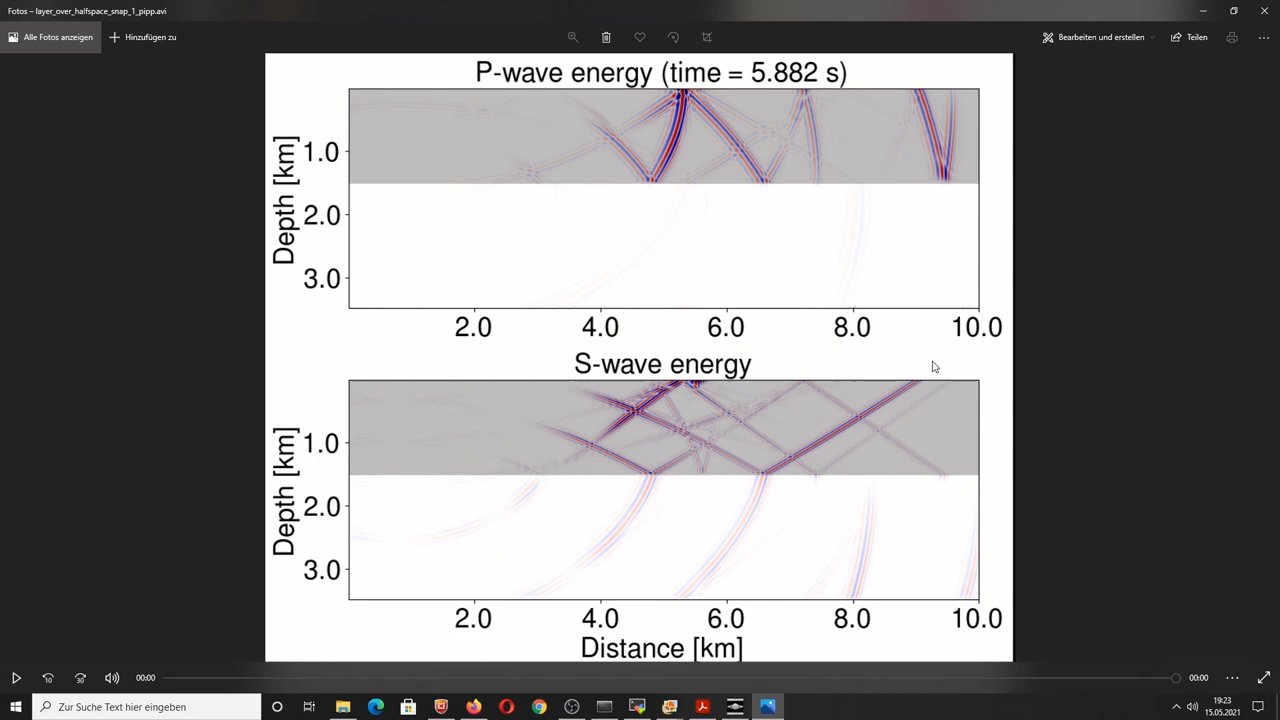 Fotos – layer_over_halfspace_snap_1_pipp.avi
Alle Fotos anzeigen
Hinzufügen zu
Bearbeiten und erstellen
Teilen
P-wave energy (time = 5.882 s)
Depth [km]
1.0
2.0
3.0
2.0 4.0 6.0 8.0 10.0
S-wave energy
Depth [km]
1.0
2.0
3.0
2.0 4.0 6.0 8.0 10.0
Distance [km]
00:00
00:00
Zur Suche Text hier eingeben
19:23
15.05.2021